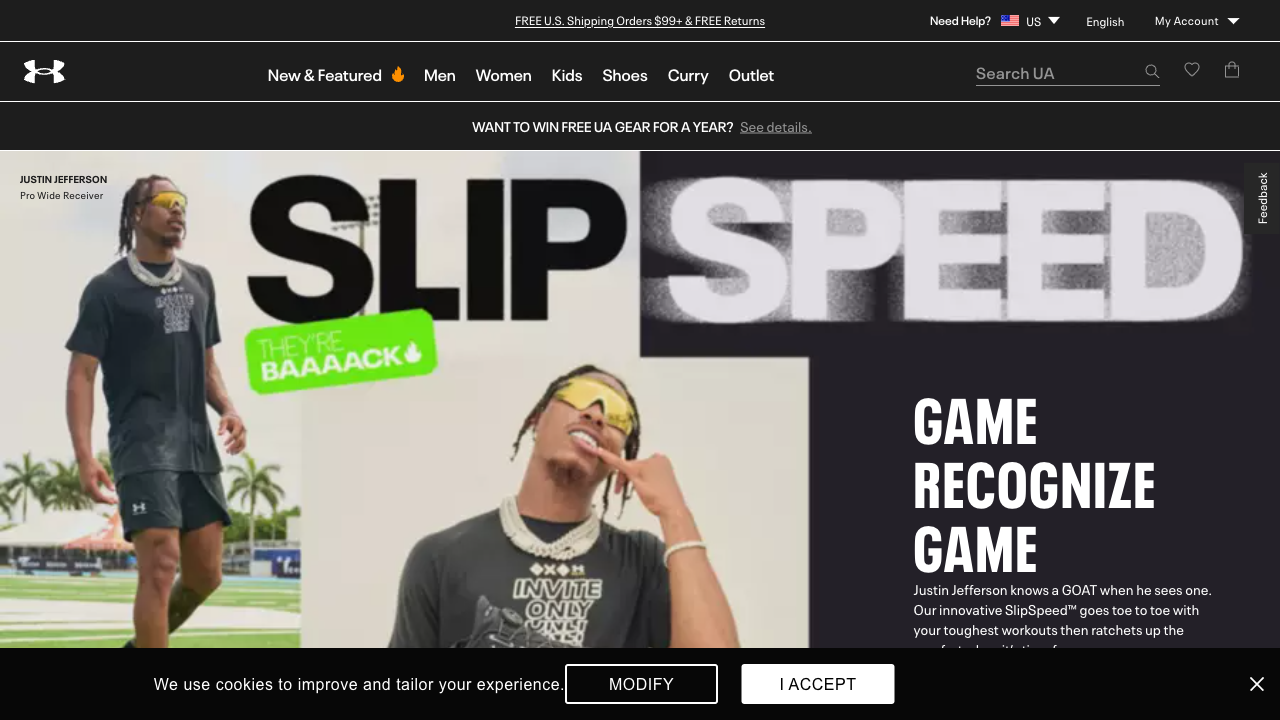 FREE U.S. Shipping Orders $99+ & FREE Returns
Need Help?
US
English
My Account
New & Featured
Men
Women
Kids
Shoes
Curry
Outlet
Search UA
WANT TO WIN FREE UA GEAR FOR A YEAR? See details.
JUSTIN JEFFERSON
Pro Wide Receiver
SLIP SPEED
Feedback
THEY'RE
BAAAACK
INVITE
ONLY
GAME
RECOGNIZE
GAME
Justin Jefferson knows a GOAT when he sees one.
Our innovative SlipSpeed™ goes toe to toe with
your toughest workouts then ratchets up the
We use cookies to improve and tailor your experience.
MODIFY
I ACCEPT